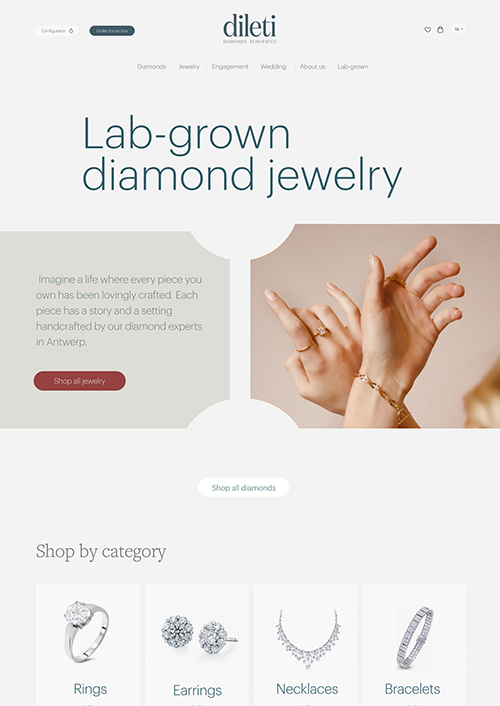 Configurator
Order try-on box
dileti
DIAMONDS REINVENTED
NL
Diamonds
Jewelry
Engagement
Wedding
About us
Lab-grown
Lab-grown
diamond jewelry
Imagine a life where every piece you
own has been lovingly crafted. Each
piece has a story and a setting
handcrafted by our diamond experts
in Antwerp.
Shop all jewelry
Shop all diamonds
Shop by category
Rings
Earrings
Necklaces
Bracelets